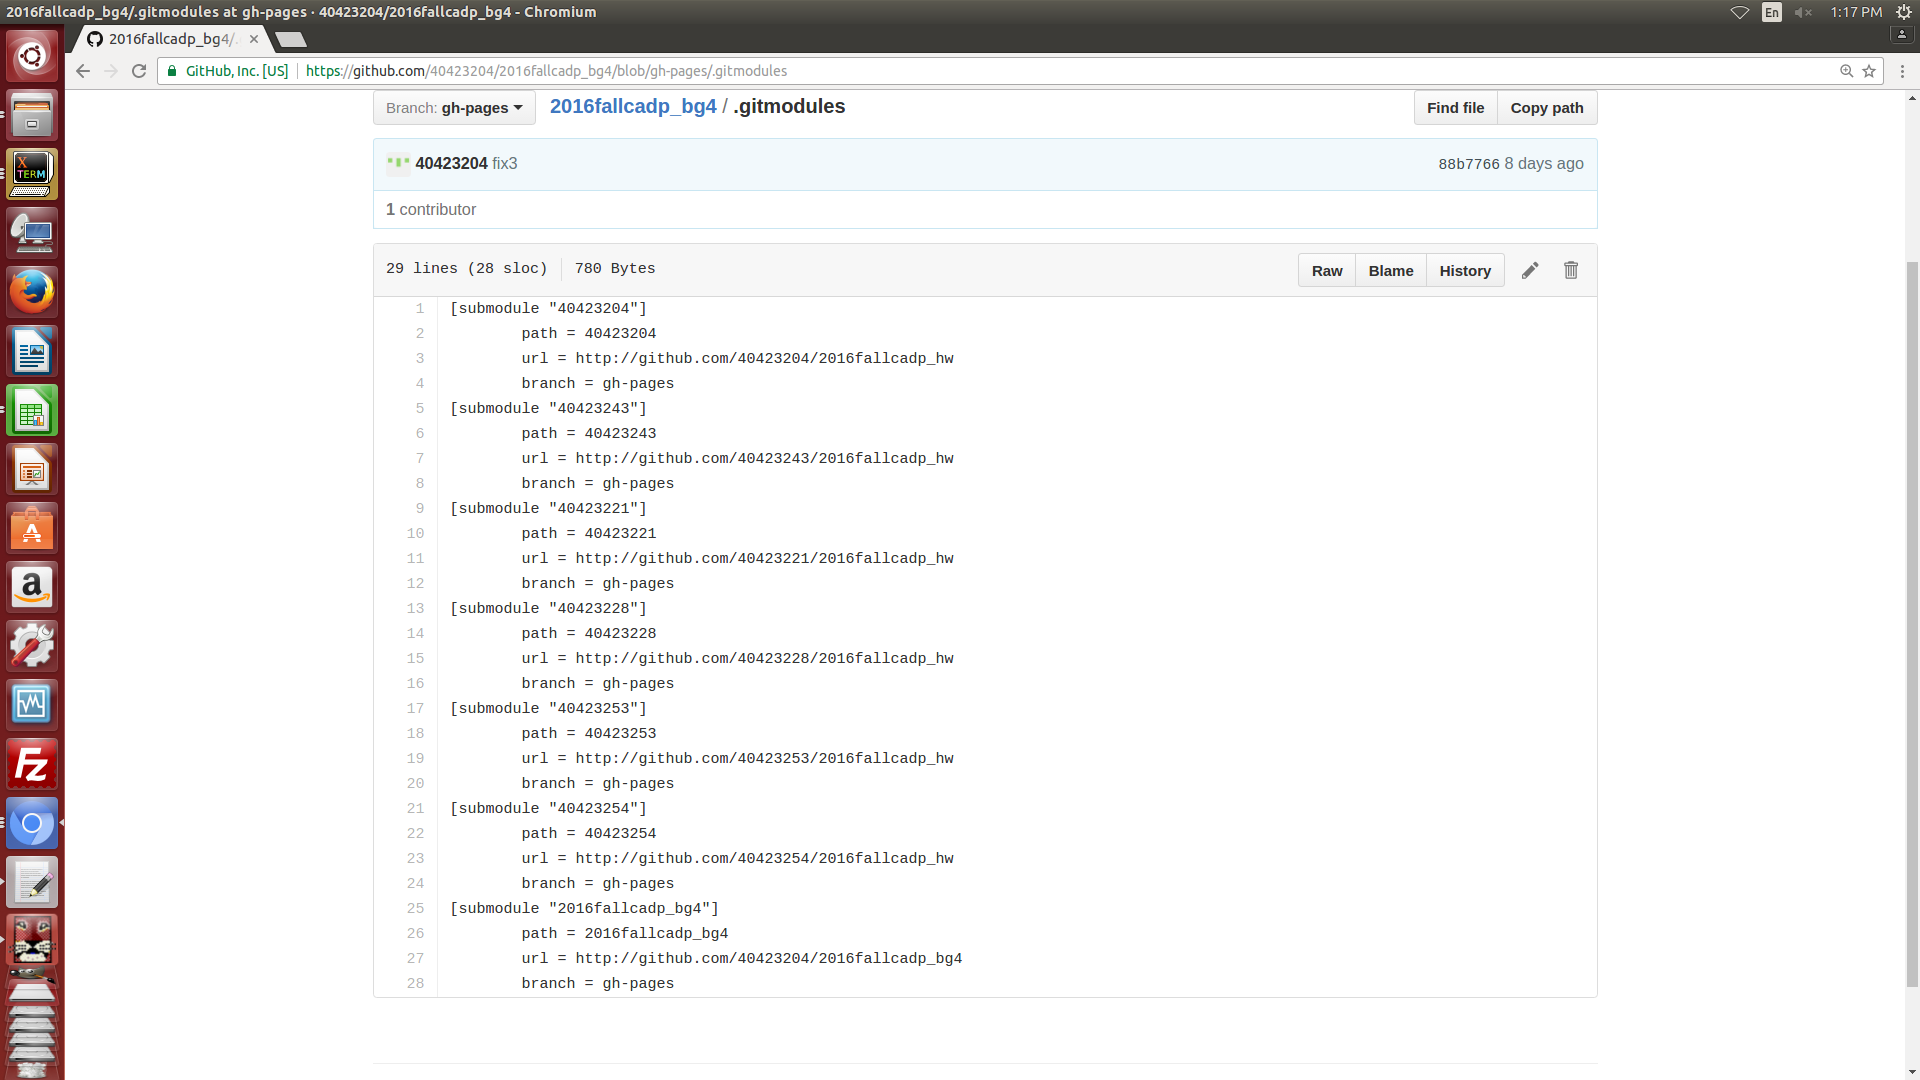 2016fallcadp_bg4/.gitmodules at gh-pages · 40423204/2016fallcadp_bg4 - Chromium
En
1:17 PM
2016fallcadp_bg4/.
GitHub, Inc. [US]
https://github.com/40423204/2016fallcadp_bg4/blob/gh-pages/.gitmodules
Branch: gh-pages
2016fallcadp_bg4 / .gitmodules
Find file
Copy path
40423204 fix3
88b7766 8 days ago
1 contributor
29 lines (28 sloc)
780 Bytes
Raw
Blame
History
1 [submodule "40423204"]
2 path = 40423204
3 url = http://github.com/40423204/2016fallcadp_hw
4 branch = gh-pages
5 [submodule "40423243"]
6 path = 40423243
7 url = http://github.com/40423243/2016fallcadp_hw
8 branch = gh-pages
9 [submodule "40423221"]
10 path = 40423221
11 url = http://github.com/40423221/2016fallcadp_hw
12 branch = gh-pages
13 [submodule "40423228"]
14 path = 40423228
15 url = http://github.com/40423228/2016fallcadp_hw
16 branch = gh-pages
17 [submodule "40423253"]
18 path = 40423253
19 url = http://github.com/40423253/2016fallcadp_hw
20 branch = gh-pages
21 [submodule "40423254"]
22 path = 40423254
23 url = http://github.com/40423254/2016fallcadp_hw
24 branch = gh-pages
25 [submodule "2016fallcadp_bg4"]
26 path = 2016fallcadp_bg4
27 url = http://github.com/40423204/2016fallcadp_bg4
28 branch = gh-pages
X
TERM
A
a
Fz